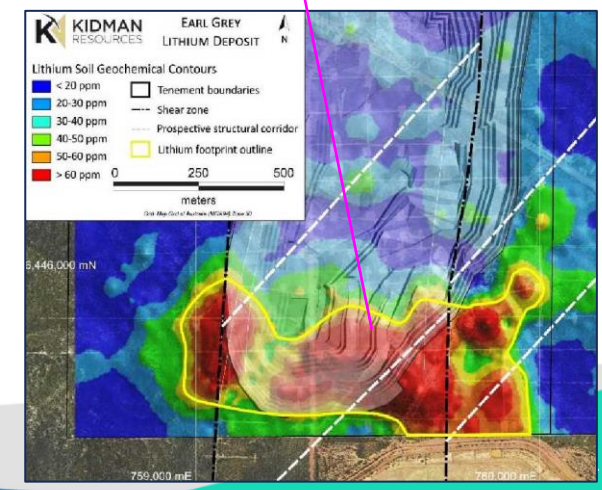 KIDMAN
RESOURCES
EARL GREY
LITHIUM DEPOSIT
N
Lithium Soil Geochemical Contours
< 20 ppm
20-30 ppm
30-40 ppm
40-50 ppm
50-60 ppm
> 60 ppm
Tenement boundaries
Shear zone
Prospective structural corridor
Lithium footprint outline
0 250 500
meters
6,446,000 mN
759,000 mE
760,000 mE